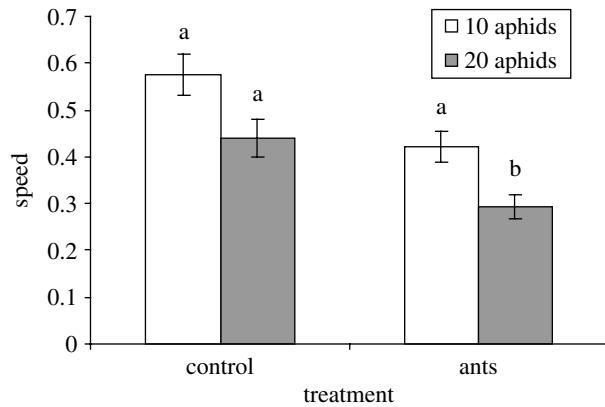 0.7
0.6
0.5
0.4
0.3
0.2
0.1
0
speed
10 aphids
20 aphids
a
a
a
b
control
ants
treatment